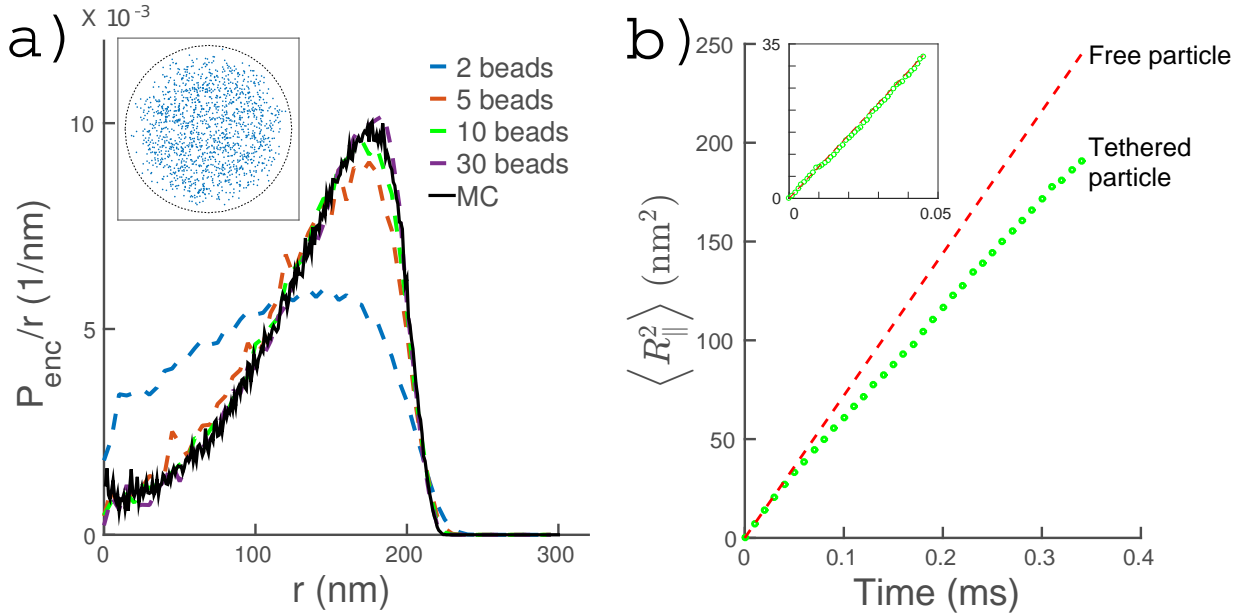 a)
X 10⁻³
10
5
0
0
100
200
300
P_enc/r (1/nm)
r (nm)
2 beads
5 beads
10 beads
30 beads
MC
b)
250
200
150
100
50
0
0
0.1
0.2
0.3
0.4
⟨R²_∥⟩ (nm²)
Time (ms)
35
0
0
0.05
Free particle
Tethered
particle